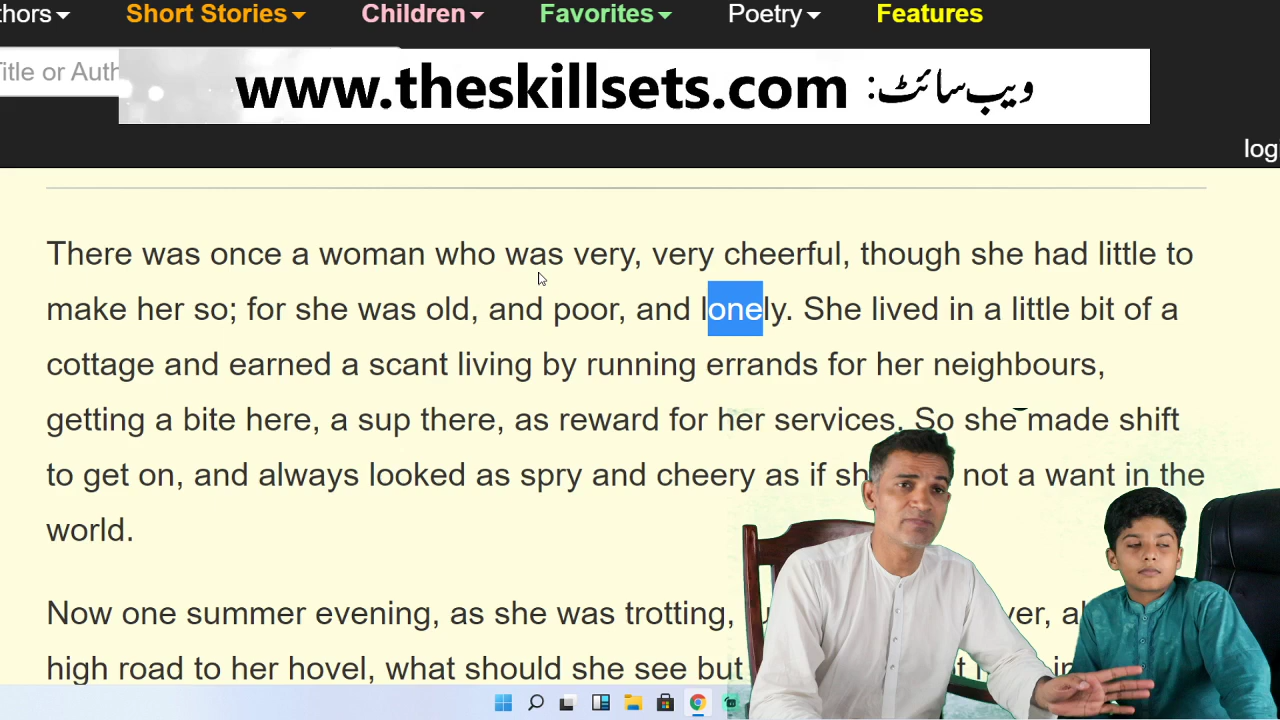 Short Stories Children Favorites Poetry Features
www.theskillsets.com ویب سائٹ:
log
There was once a woman who was very, very cheerful, though she had little to
make her so; for she was old, and poor, and lonely. She lived in a little bit of a
cottage and earned a scant living by running errands for her neighbours,
getting a bite here, a sup there, as reward for her services. So she made shift
to get on, and always looked as spry and cheery as if not a want in the
world.
Now one summer evening, as she was trotting,
high road to her hovel, what should she see but